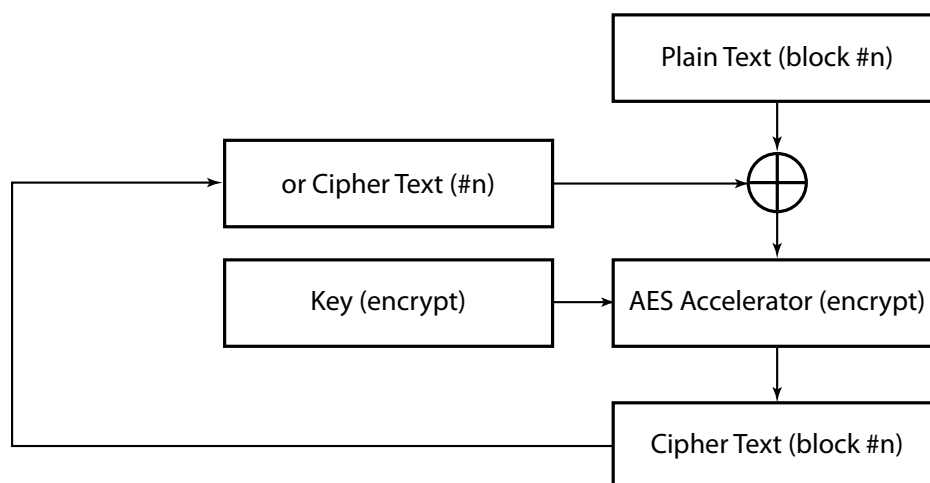 Plain Text (block #n)
or Cipher Text (#n)
Key (encrypt)
AES Accelerator (encrypt)
Cipher Text (block #n)